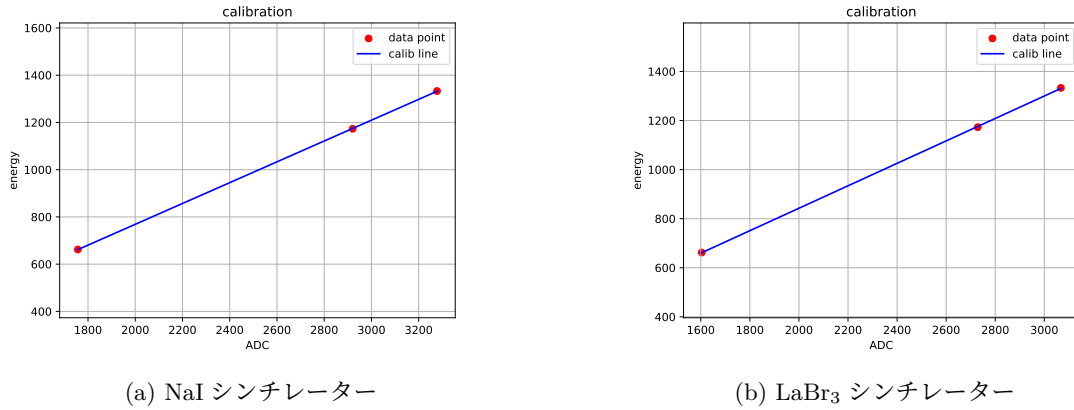 calibration
data point
calib line
1600
1400
1200
1000
800
600
400
energy
1800 2000 2200 2400 2600 2800 3000 3200
ADC
(a) NaI シンチレーター
calibration
data point
calib line
1400
1200
1000
800
600
400
energy
1600 1800 2000 2200 2400 2600 2800 3000
ADC
(b) LaBr₃ シンチレーター